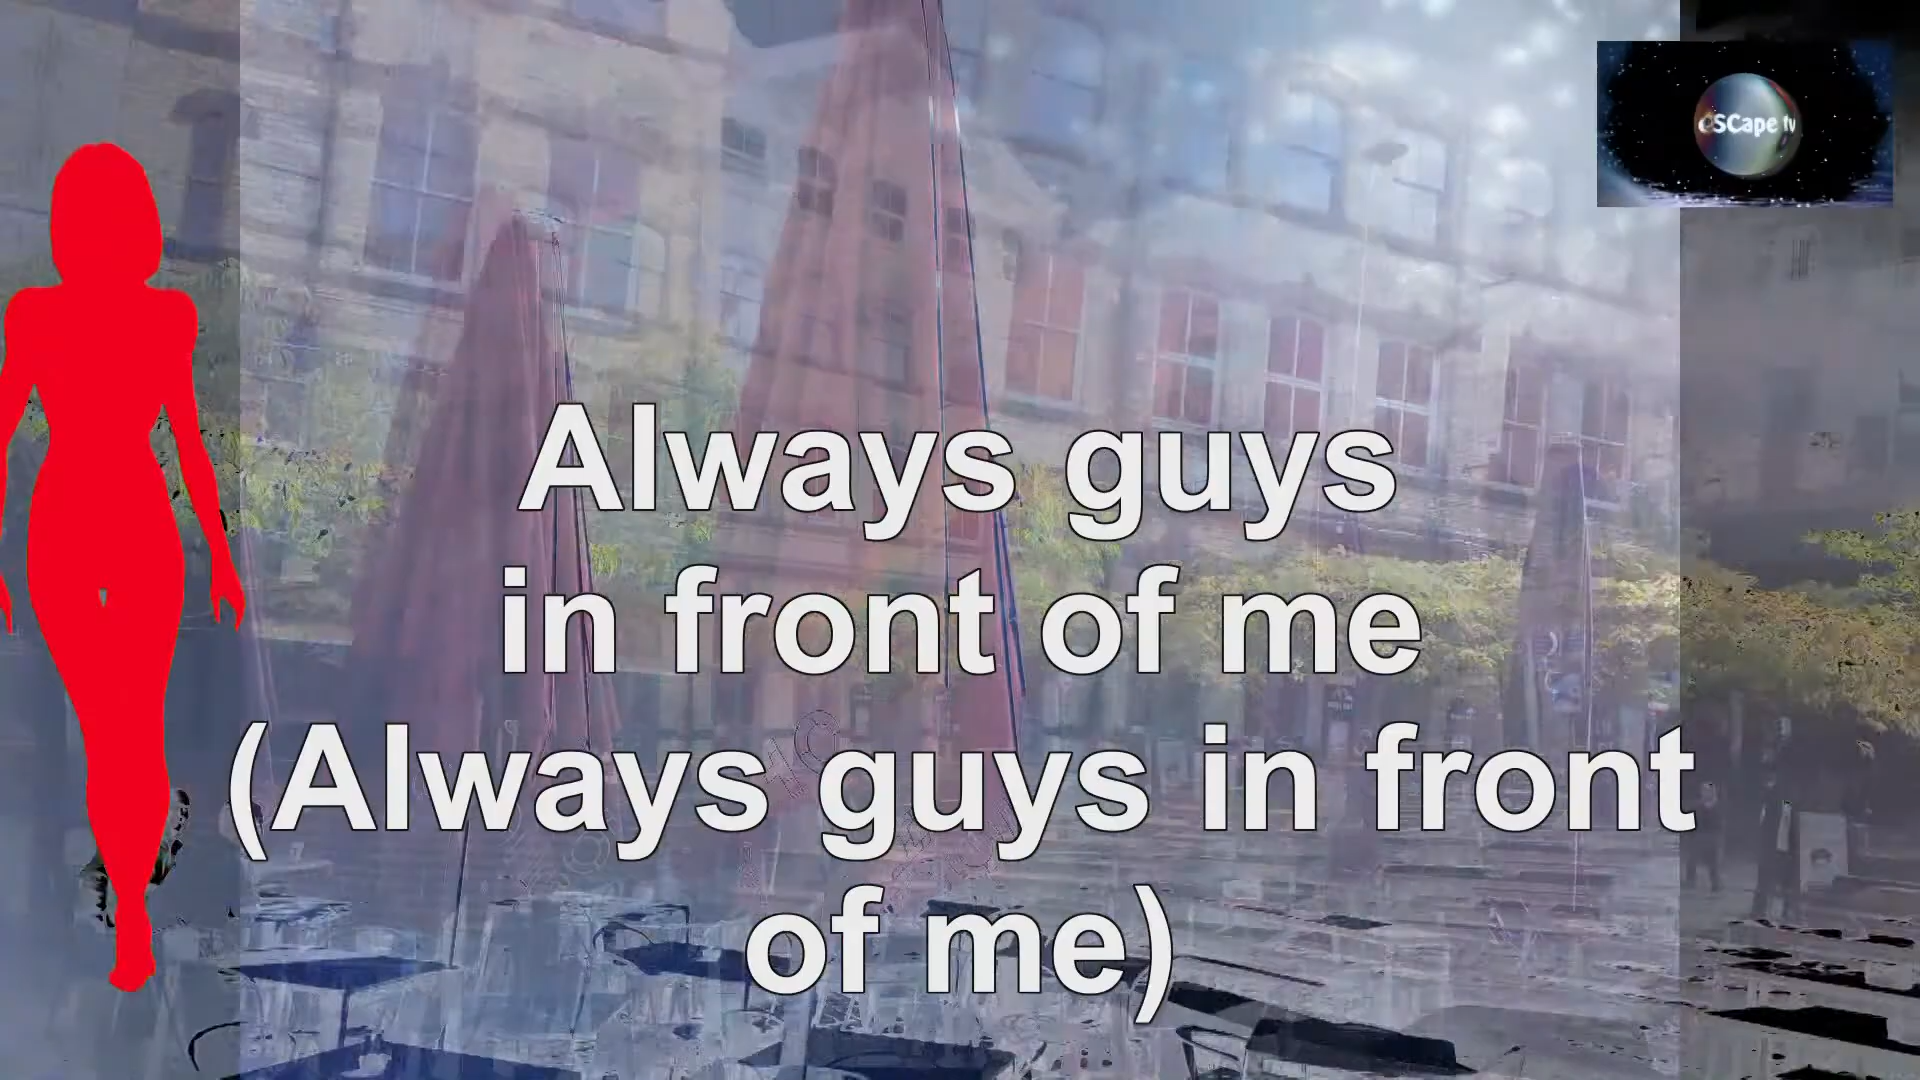 eSCape tv
Always guys
in front of me
(Always guys in front
of me)